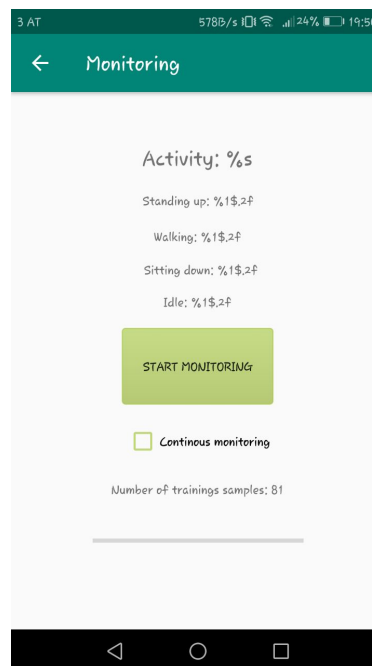 3 AT 578B/s 24% 19:50
Monitoring
Activity: %s
Standing up: %1$.2f
Walking: %1$.2f
Sitting down: %1$.2f
Idle: %1$.2f
START MONITORING
Continous monitoring
Number of trainings samples: 81